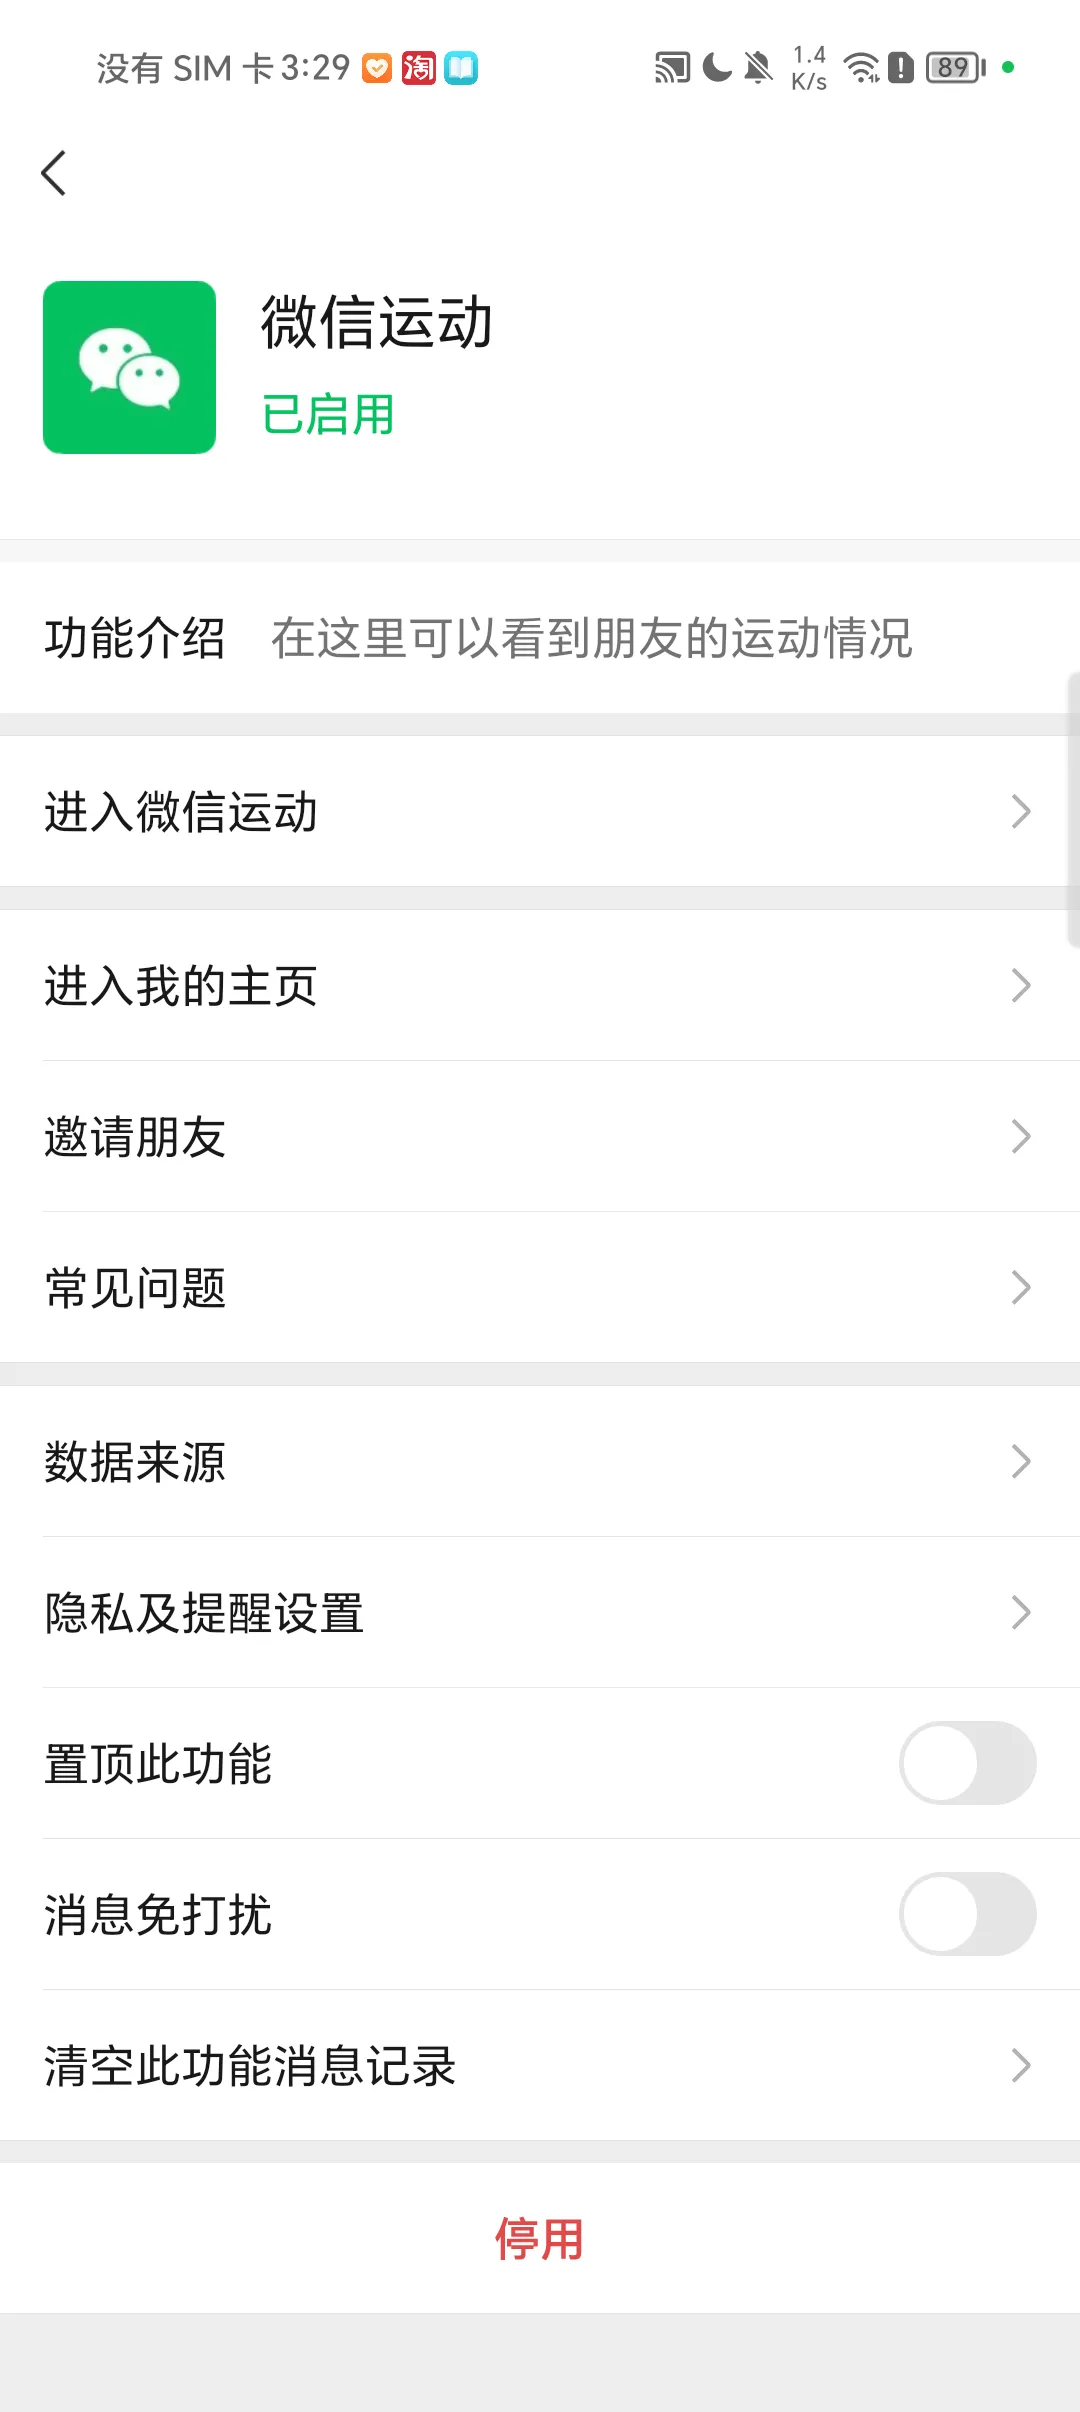 没有 SIM 卡 3:29 淘 1.4 K/s 89
微信运动
已启用
功能介绍 在这里可以看到朋友的运动情况
进入微信运动
进入我的主页
邀请朋友
常见问题
数据来源
隐私及提醒设置
置顶此功能
消息免打扰
清空此功能消息记录
停用